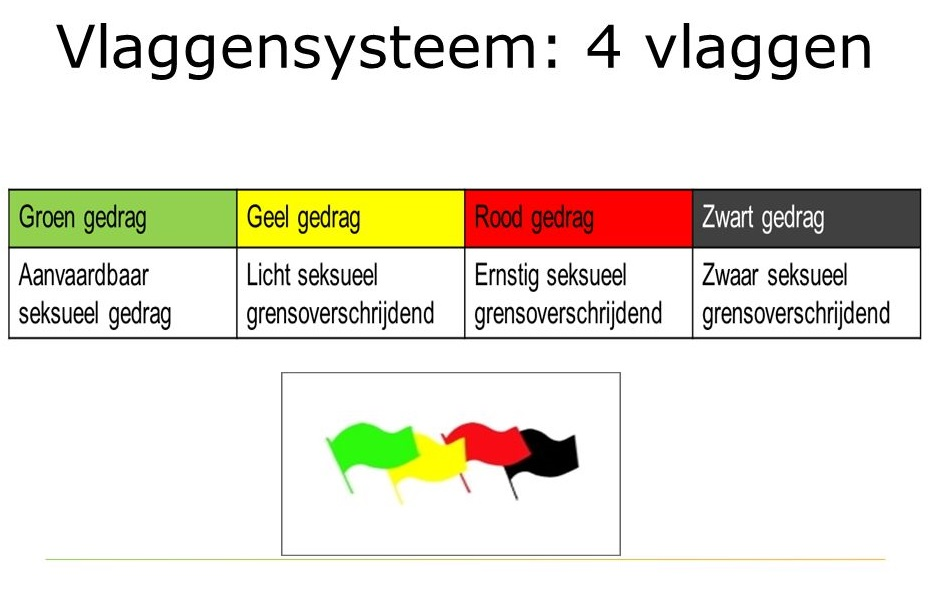 Vlaggensysteem: 4 vlaggen
Groen gedrag
Geel gedrag
Rood gedrag
Zwart gedrag
Aanvaardbaar
seksueel gedrag
Licht seksueel
grensoverschrijdend
Ernstig seksueel
grensoverschrijdend
Zwaar seksueel
grensoverschrijdend